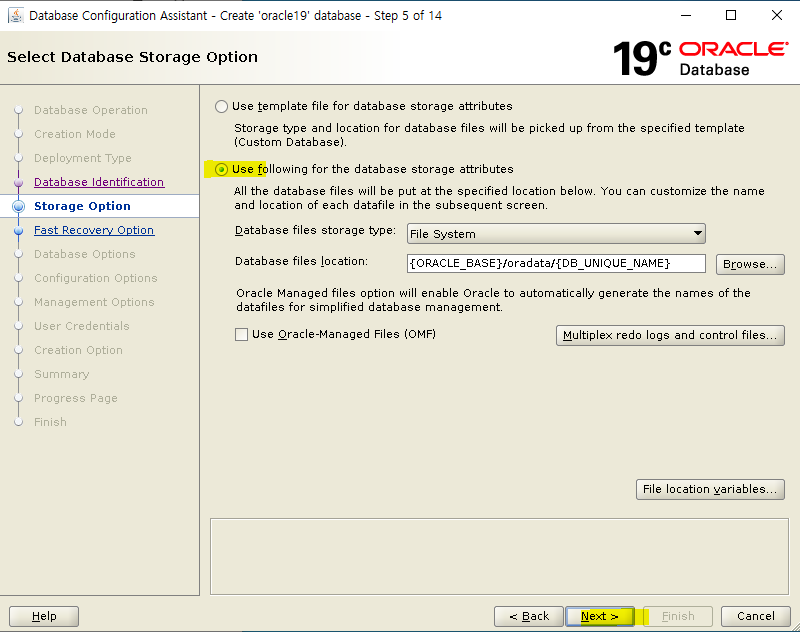 Database Configuration Assistant - Create 'oracle19' database - Step 5 of 14
Select Database Storage Option
19c ORACLE
Database
Database Operation
Creation Mode
Deployment Type
Database Identification
Storage Option
Fast Recovery Option
Database Options
Configuration Options
Management Options
User Credentials
Creation Option
Summary
Progress Page
Finish
Use template file for database storage attributes
Storage type and location for database files will be picked up from the specified template
(Custom Database).
Use following for the database storage attributes
All the database files will be put at the specified location below. You can customize the name
and location of each datafile in the subsequent screen.
Database files storage type: File System
Database files location: {ORACLE_BASE}/oradata/{DB_UNIQUE_NAME} Browse...
Oracle Managed files option will enable Oracle to automatically generate the names of the
datafiles for simplified database management.
Use Oracle-Managed Files (OMF) Multiplex redo logs and control files...
File location variables...
Help < Back Next > Finish Cancel